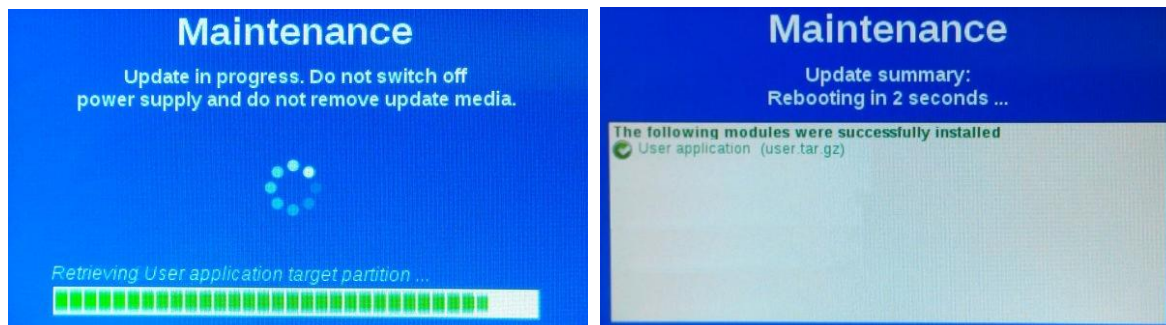 Maintenance
Update in progress. Do not switch off
power supply and do not remove update media.
Retrieving User application target partition ...
Maintenance
Update summary:
Rebooting in 2 seconds ...
The following modules were successfully installed
User application (user.tar.gz)